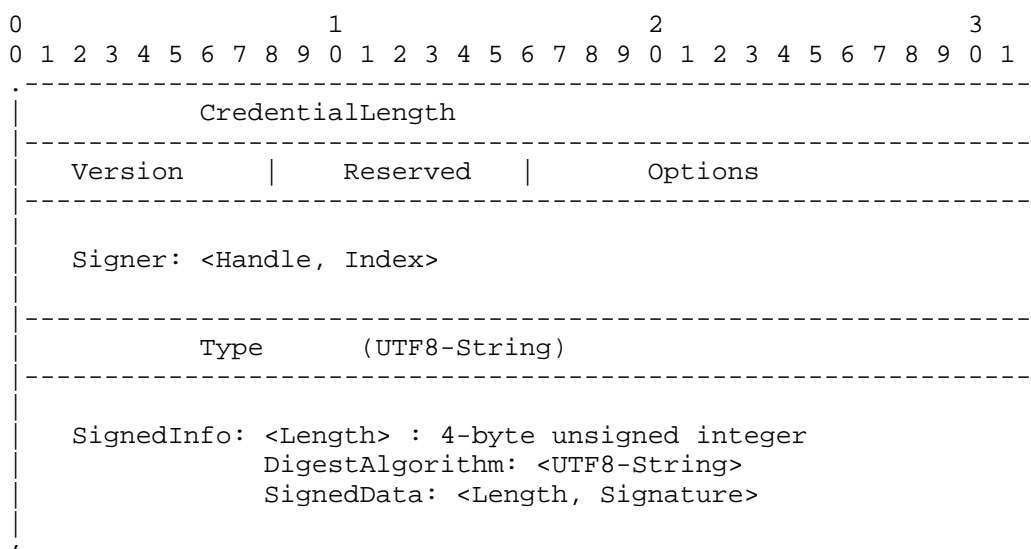 0                   1                   2                   3
0 1 2 3 4 5 6 7 8 9 0 1 2 3 4 5 6 7 8 9 0 1 2 3 4 5 6 7 8 9 0 1
.---------------------------------------------------------------
|           CredentialLength
|---------------------------------------------------------------
|   Version     |    Reserved   |       Options
|---------------------------------------------------------------
|
|   Signer: <Handle, Index>
|
|---------------------------------------------------------------
|           Type      (UTF8-String)
|---------------------------------------------------------------
|
|   SignedInfo: <Length> : 4-byte unsigned integer
|               DigestAlgorithm: <UTF8-String>
|               SignedData: <Length, Signature>
|
'